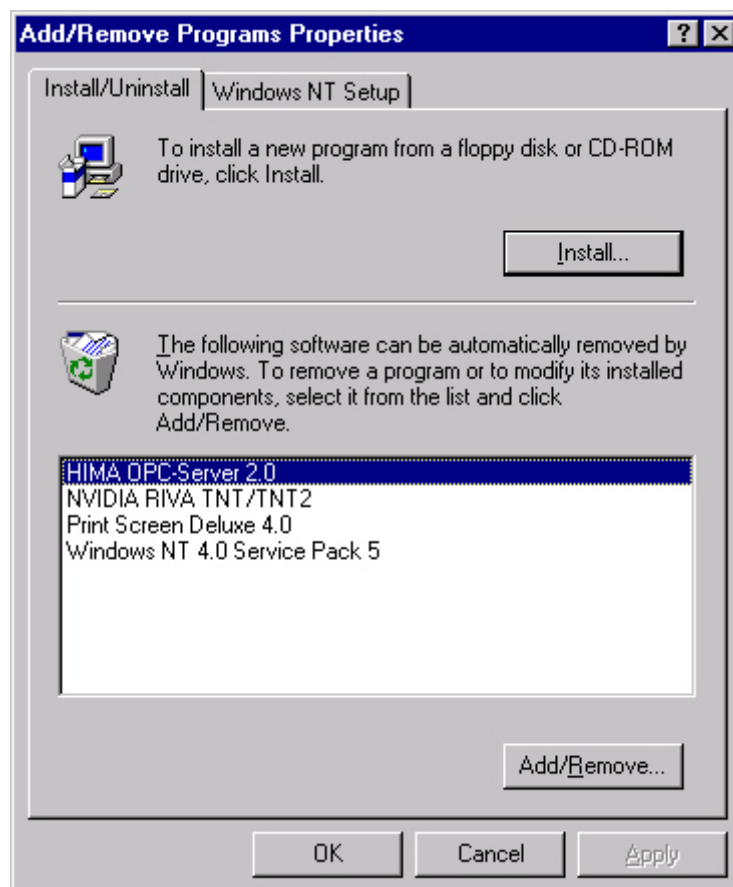 Add/Remove Programs Properties
Install/Uninstall
Windows NT Setup
To install a new program from a floppy disk or CD-ROM
drive, click Install.
Install...
The following software can be automatically removed by
Windows. To remove a program or to modify its installed
components, select it from the list and click
Add/Remove.
HIMA OPC-Server 2.0
NVIDIA RIVA TNT/TNT2
Print Screen Deluxe 4.0
Windows NT 4.0 Service Pack 5
Add/Remove...
OK
Cancel
Apply